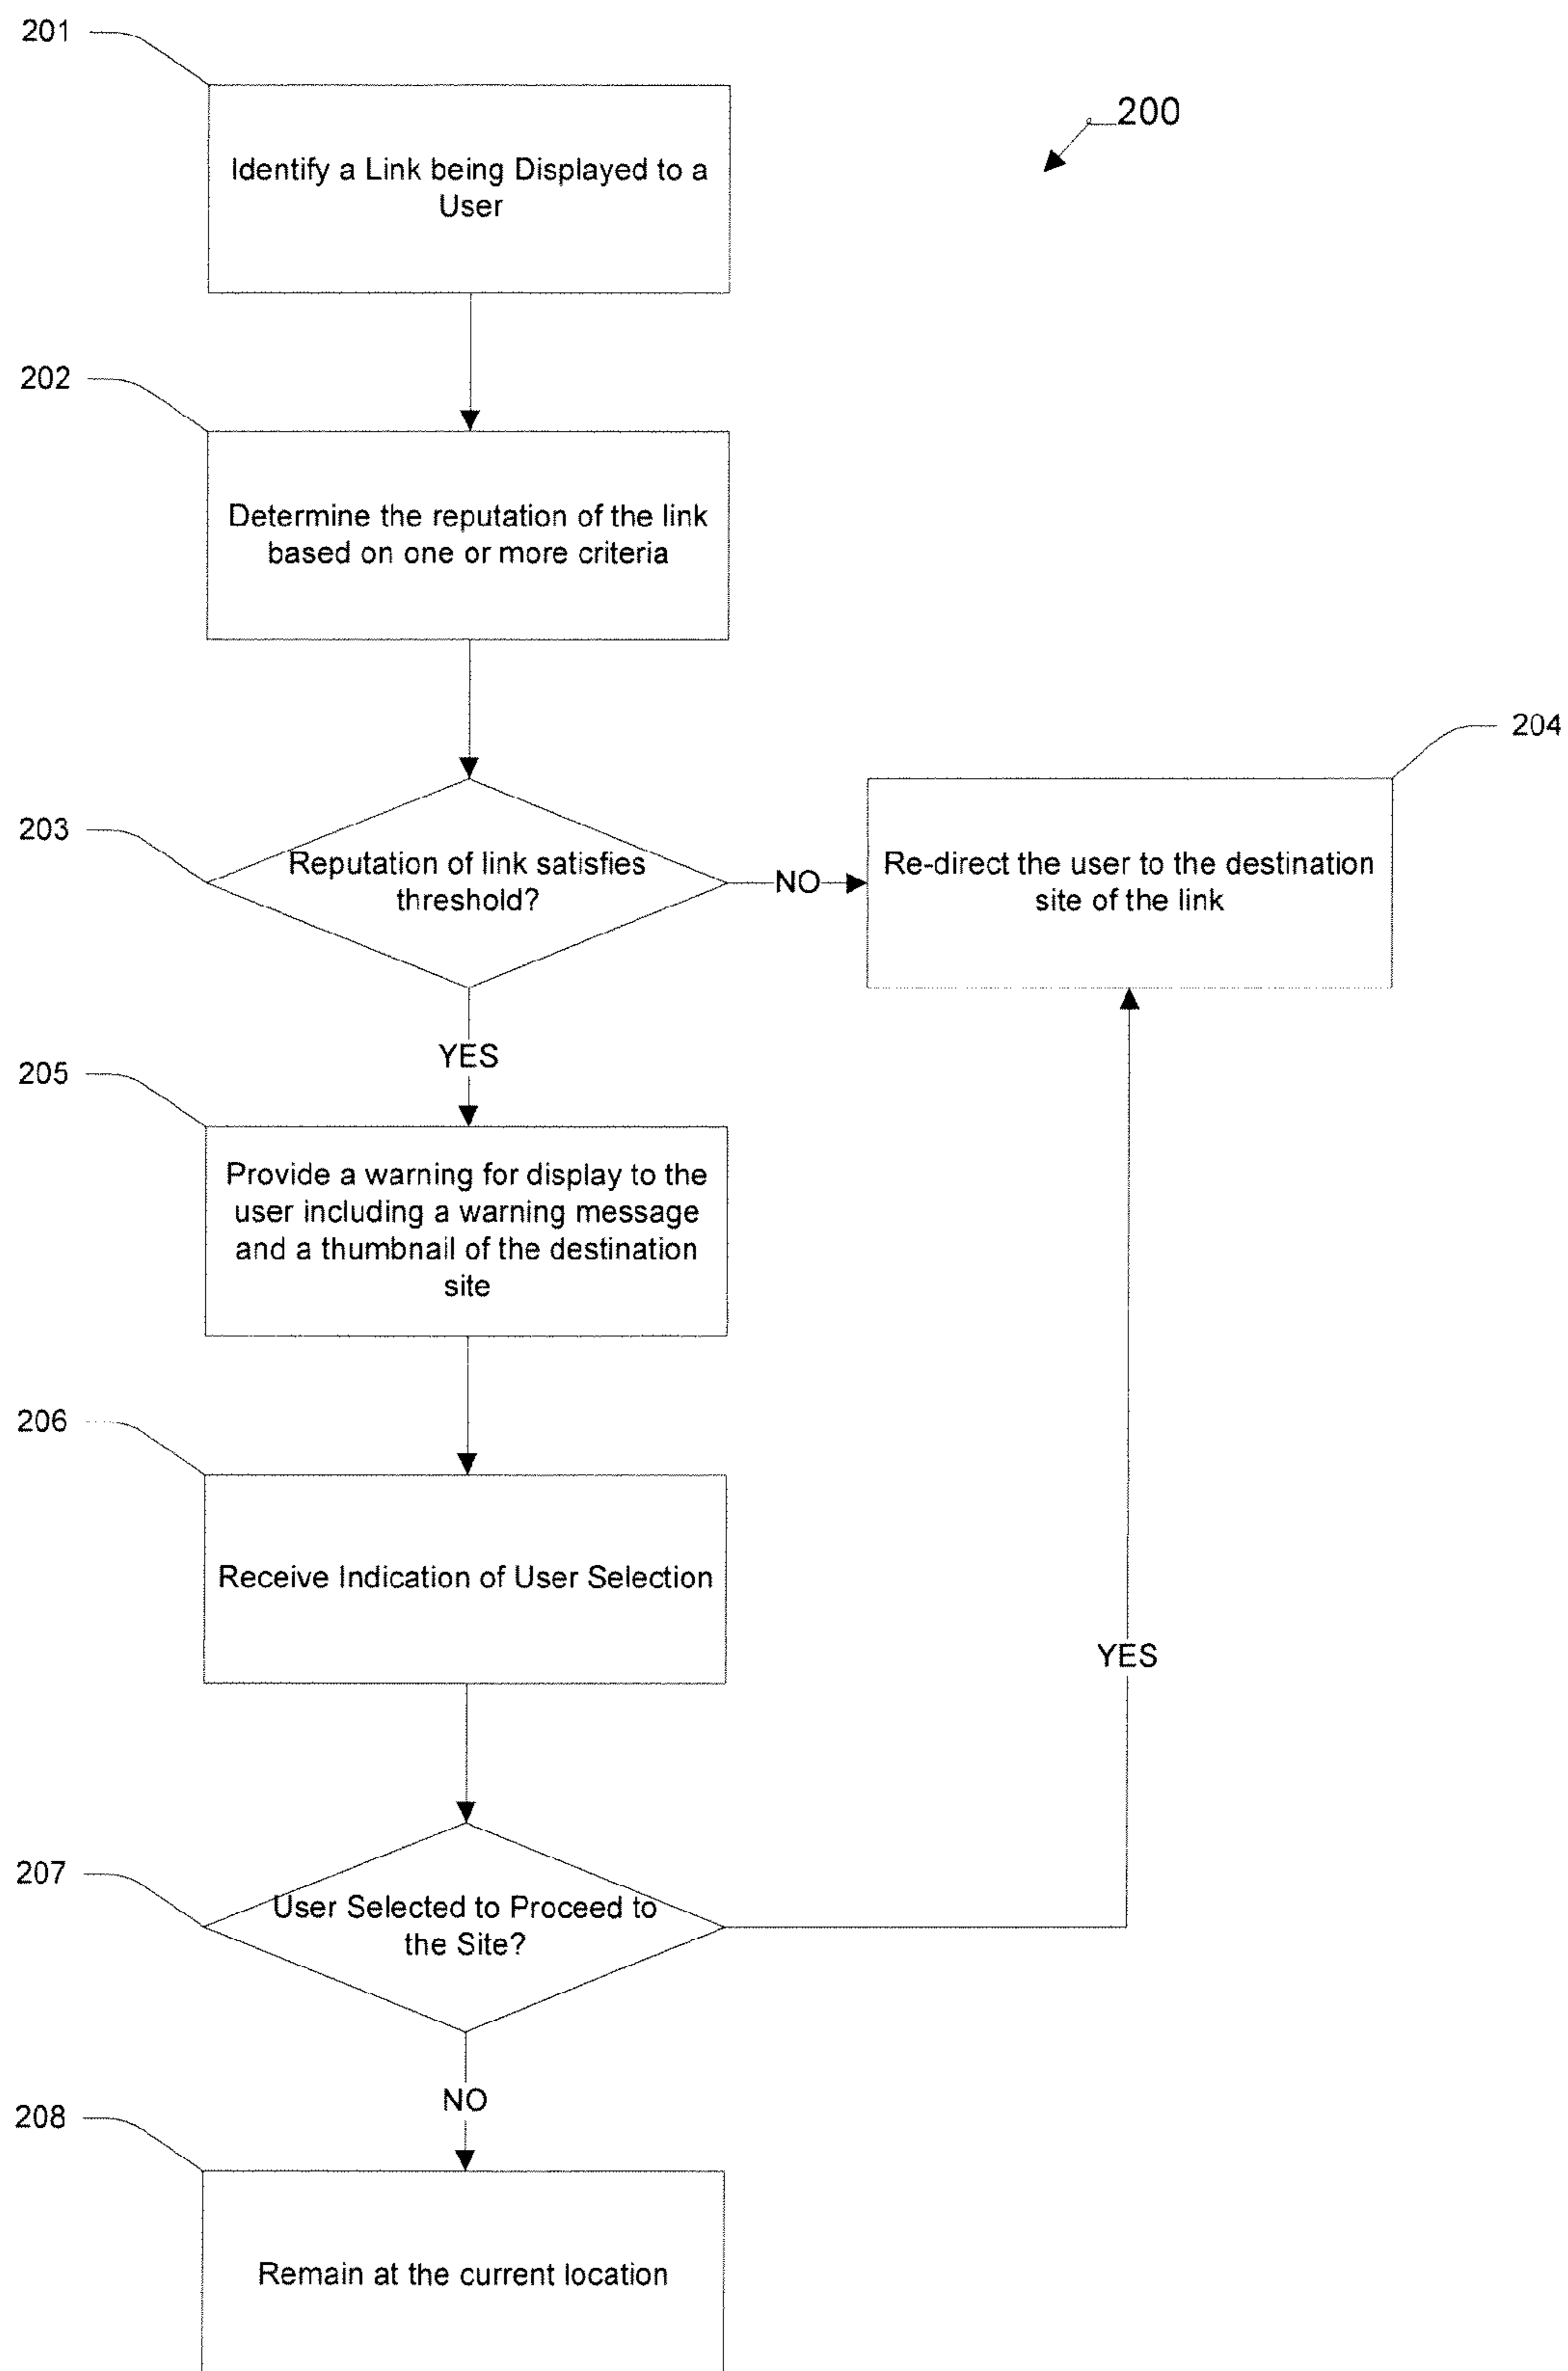 201
200
Identify a Link being Displayed to a
User
202
Determine the reputation of the link
based on one or more criteria
204
203
Reputation of link satisfies
threshold?
NO
Re-direct the user to the destination
site of the link
YES
205
Provide a warning for display to the
user including a warning message
and a thumbnail of the destination
site
206
Receive Indication of User Selection
YES
207
User Selected to Proceed to
the Site?
NO
208
Remain at the current location